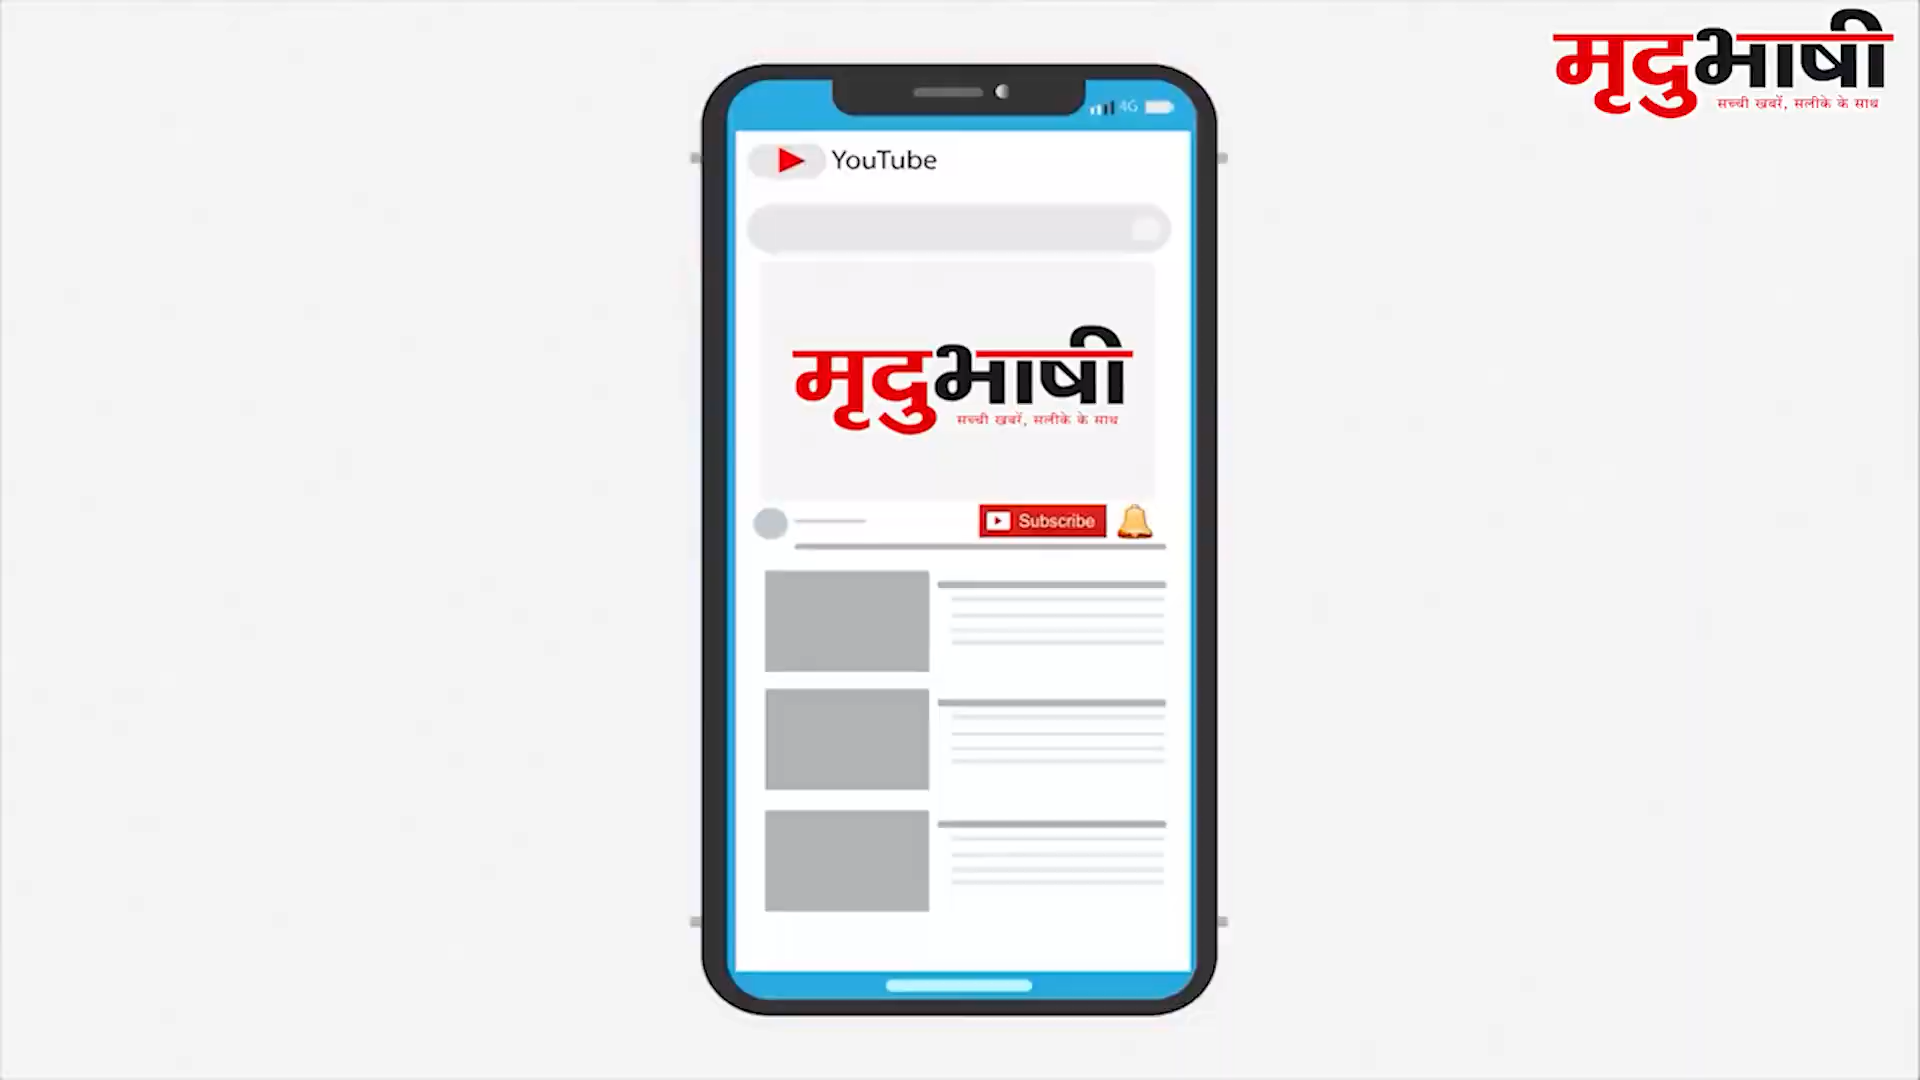 मृदुभाषी
सच्ची खबरें, सलीके के साथ
4G
YouTube
मृदुभाषी
सच्ची खबरें, सलीके के साथ
Subscribe